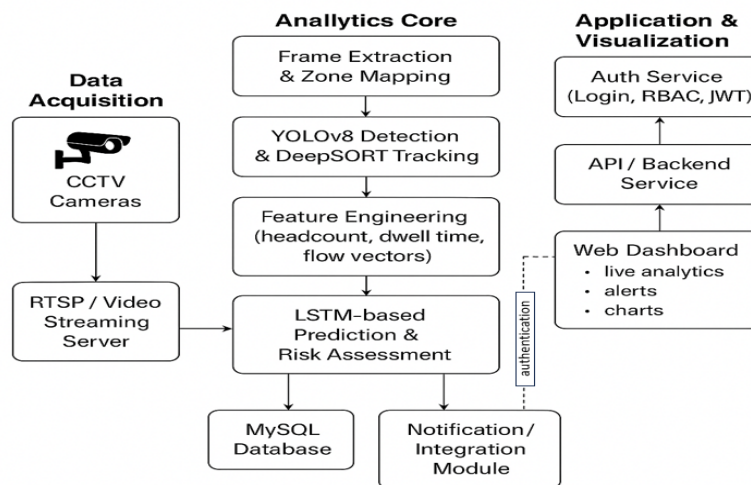 Data
Acquisition
CCTV
Cameras
RTSP / Video
Streaming
Server
Anallytics Core
Frame Extraction
& Zone Mapping
YOLOv8 Detection
& DeepSORT Tracking
Feature Engineering
(headcount, dwell time,
flow vectors)
LSTM-based
Prediction &
Risk Assessment
MySQL
Database
Notification/
Integration
Module
authentication
Application &
Visualization
Auth Service
(Login, RBAC, JWT)
API / Backend
Service
Web Dashboard
• live analytics
• alerts
• charts